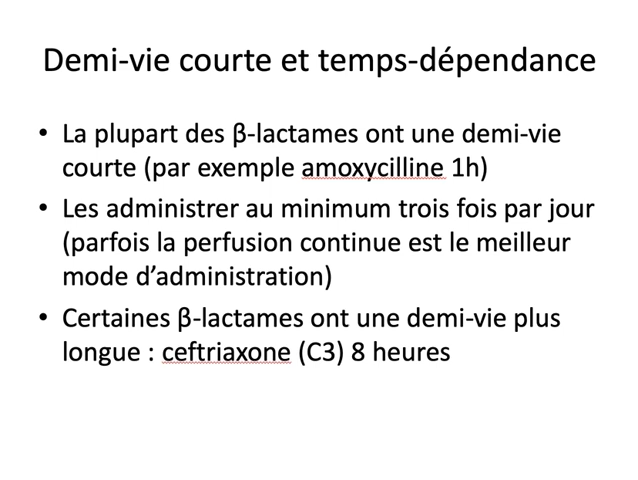 Demi-vie courte et temps-dépendance
• La plupart des β-lactames ont une demi-vie
courte (par exemple amoxycilline 1h)
• Les administrer au minimum trois fois par jour
(parfois la perfusion continue est le meilleur
mode d’administration)
• Certaines β-lactames ont une demi-vie plus
longue : ceftriaxone (C3) 8 heures